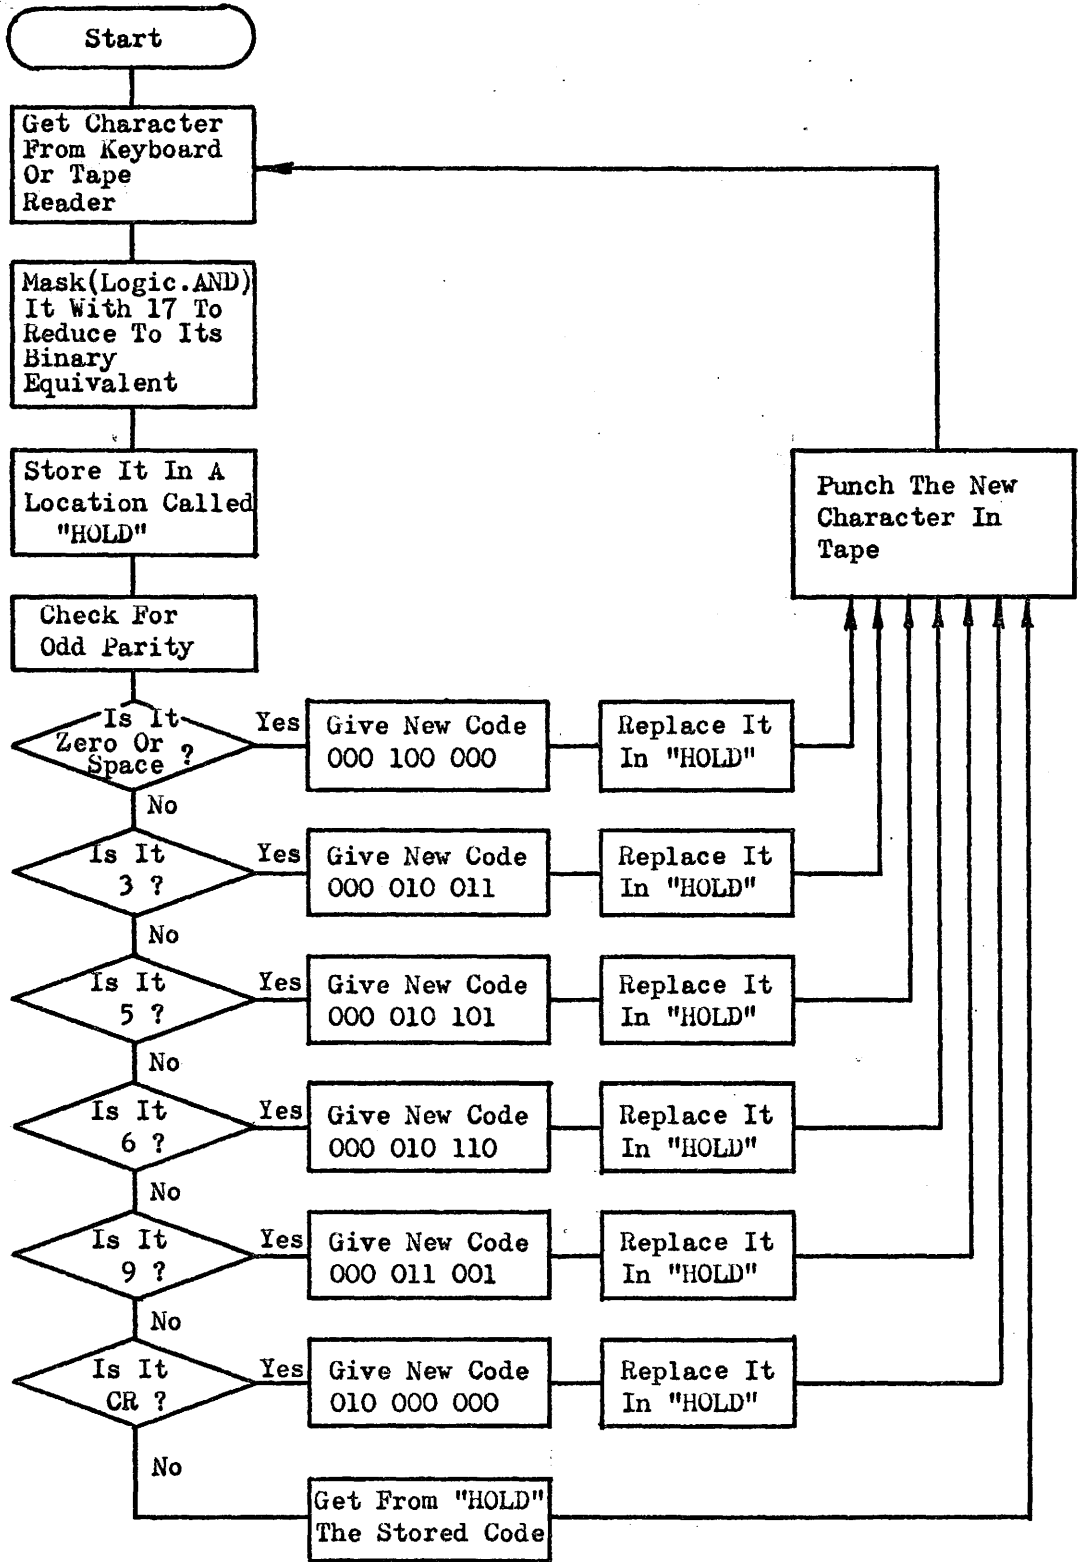 Start
Get Character
From Keyboard
Or Tape
Reader
Mask(Logic.AND)
It With 17 To
Reduce To Its
Binary
Equivalent
Store It In A
Location Called
"HOLD"
Check For
Odd Parity
Is It
Zero Or
Space ?
Yes
Give New Code
000 100 000
Replace It
In "HOLD"
No
Is It
3 ?
Yes
Give New Code
000 010 011
Replace It
In "HOLD"
No
Is It
5 ?
Yes
Give New Code
000 010 101
Replace It
In "HOLD"
No
Is It
6 ?
Yes
Give New Code
000 010 110
Replace It
In "HOLD"
No
Is It
9 ?
Yes
Give New Code
000 011 001
Replace It
In "HOLD"
No
Is It
CR ?
Yes
Give New Code
010 000 000
Replace It
In "HOLD"
No
Get From "HOLD"
The Stored Code
Punch The New
Character In
Tape